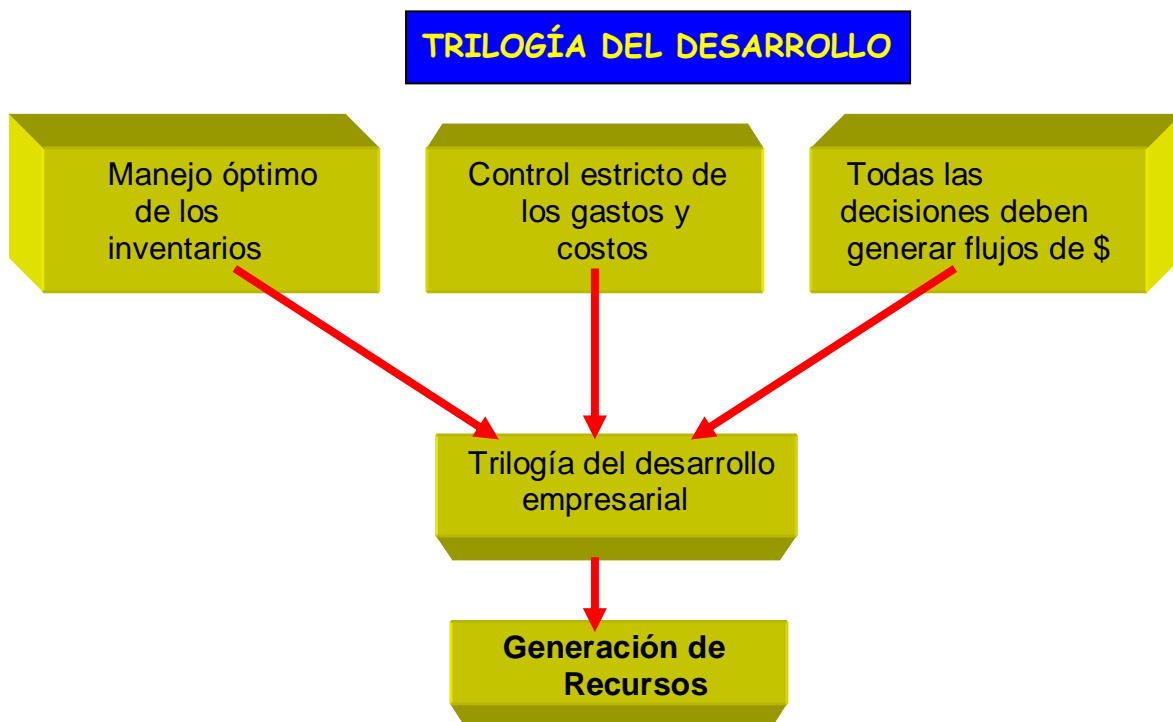 TRILOGÍA DEL DESARROLLO
Manejo óptimo
de los
inventarios
Control estricto de
los gastos y
costos
Todas las
decisiones deben
generar flujos de $
Trilogía del desarrollo
empresarial
Generación de
Recursos